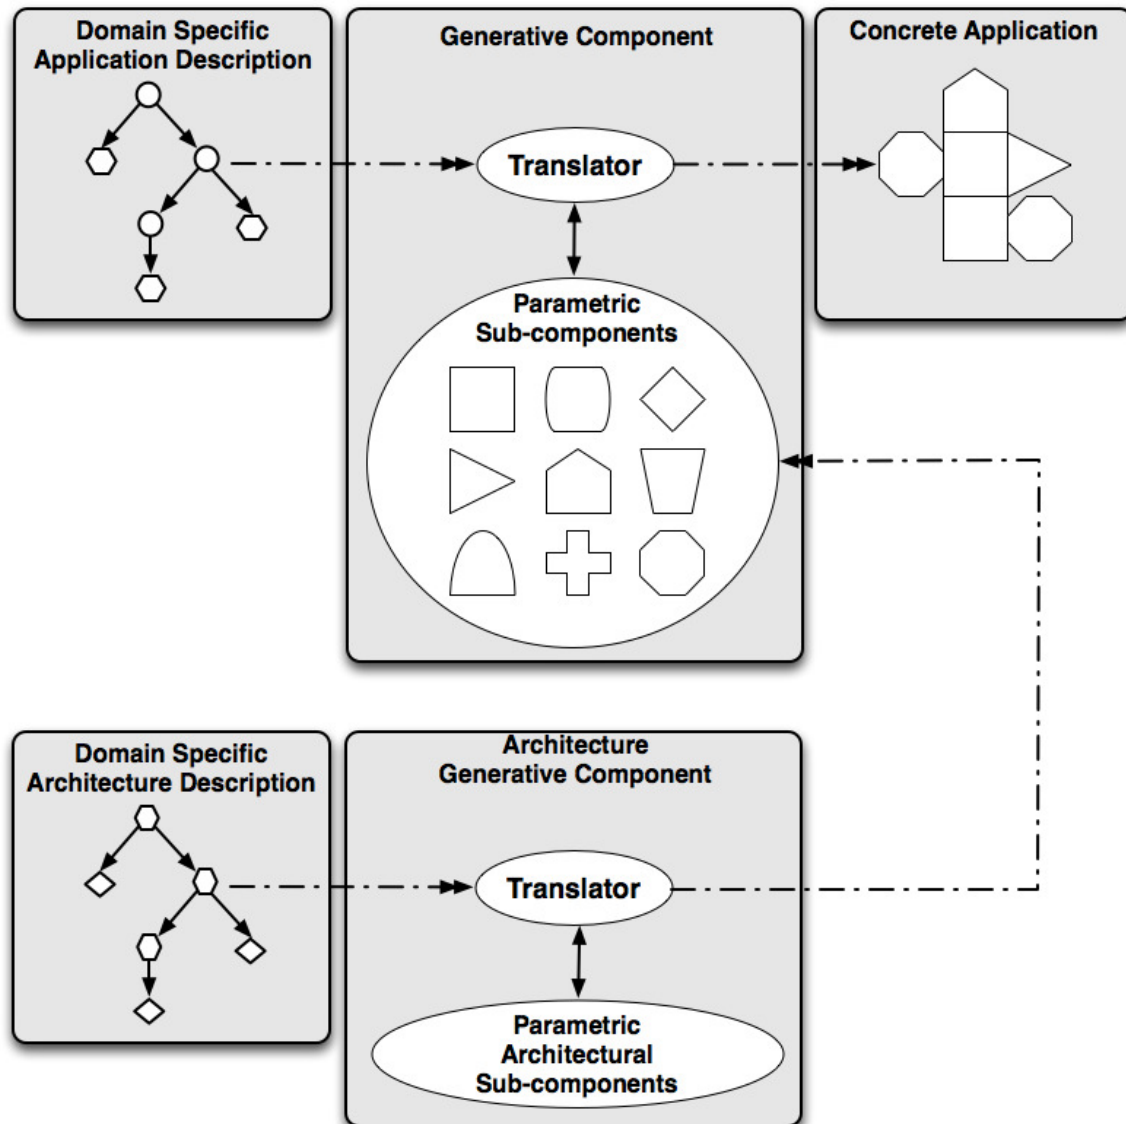 Domain Specific
Application Description
Generative Component
Concrete Application
Translator
Parametric
Sub-components
Domain Specific
Architecture Description
Architecture
Generative Component
Translator
Parametric
Architectural
Sub-components